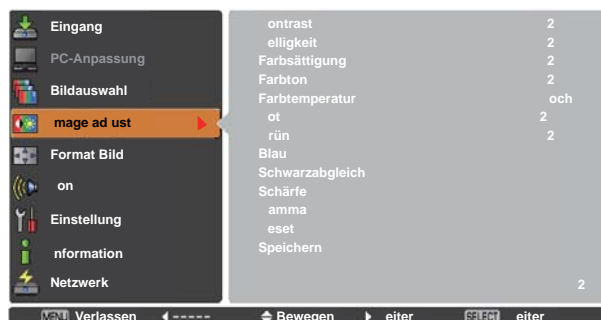 Eingang
PC-Anpassung
Bildauswahl
mage ad ust
Format Bild
on
Einstellung
nformation
Netzwerk
ontrast 2
elligkeit 2
Farbsättigung 2
Farbton 2
Farbtemperatur och
ot 2
rün 2
Blau
Schwarzabgleich
Schärfe
amma
eset
Speichern
2
MENU Verlassen ◀ ----- Bewegen ▶ eiter SELECT eiter